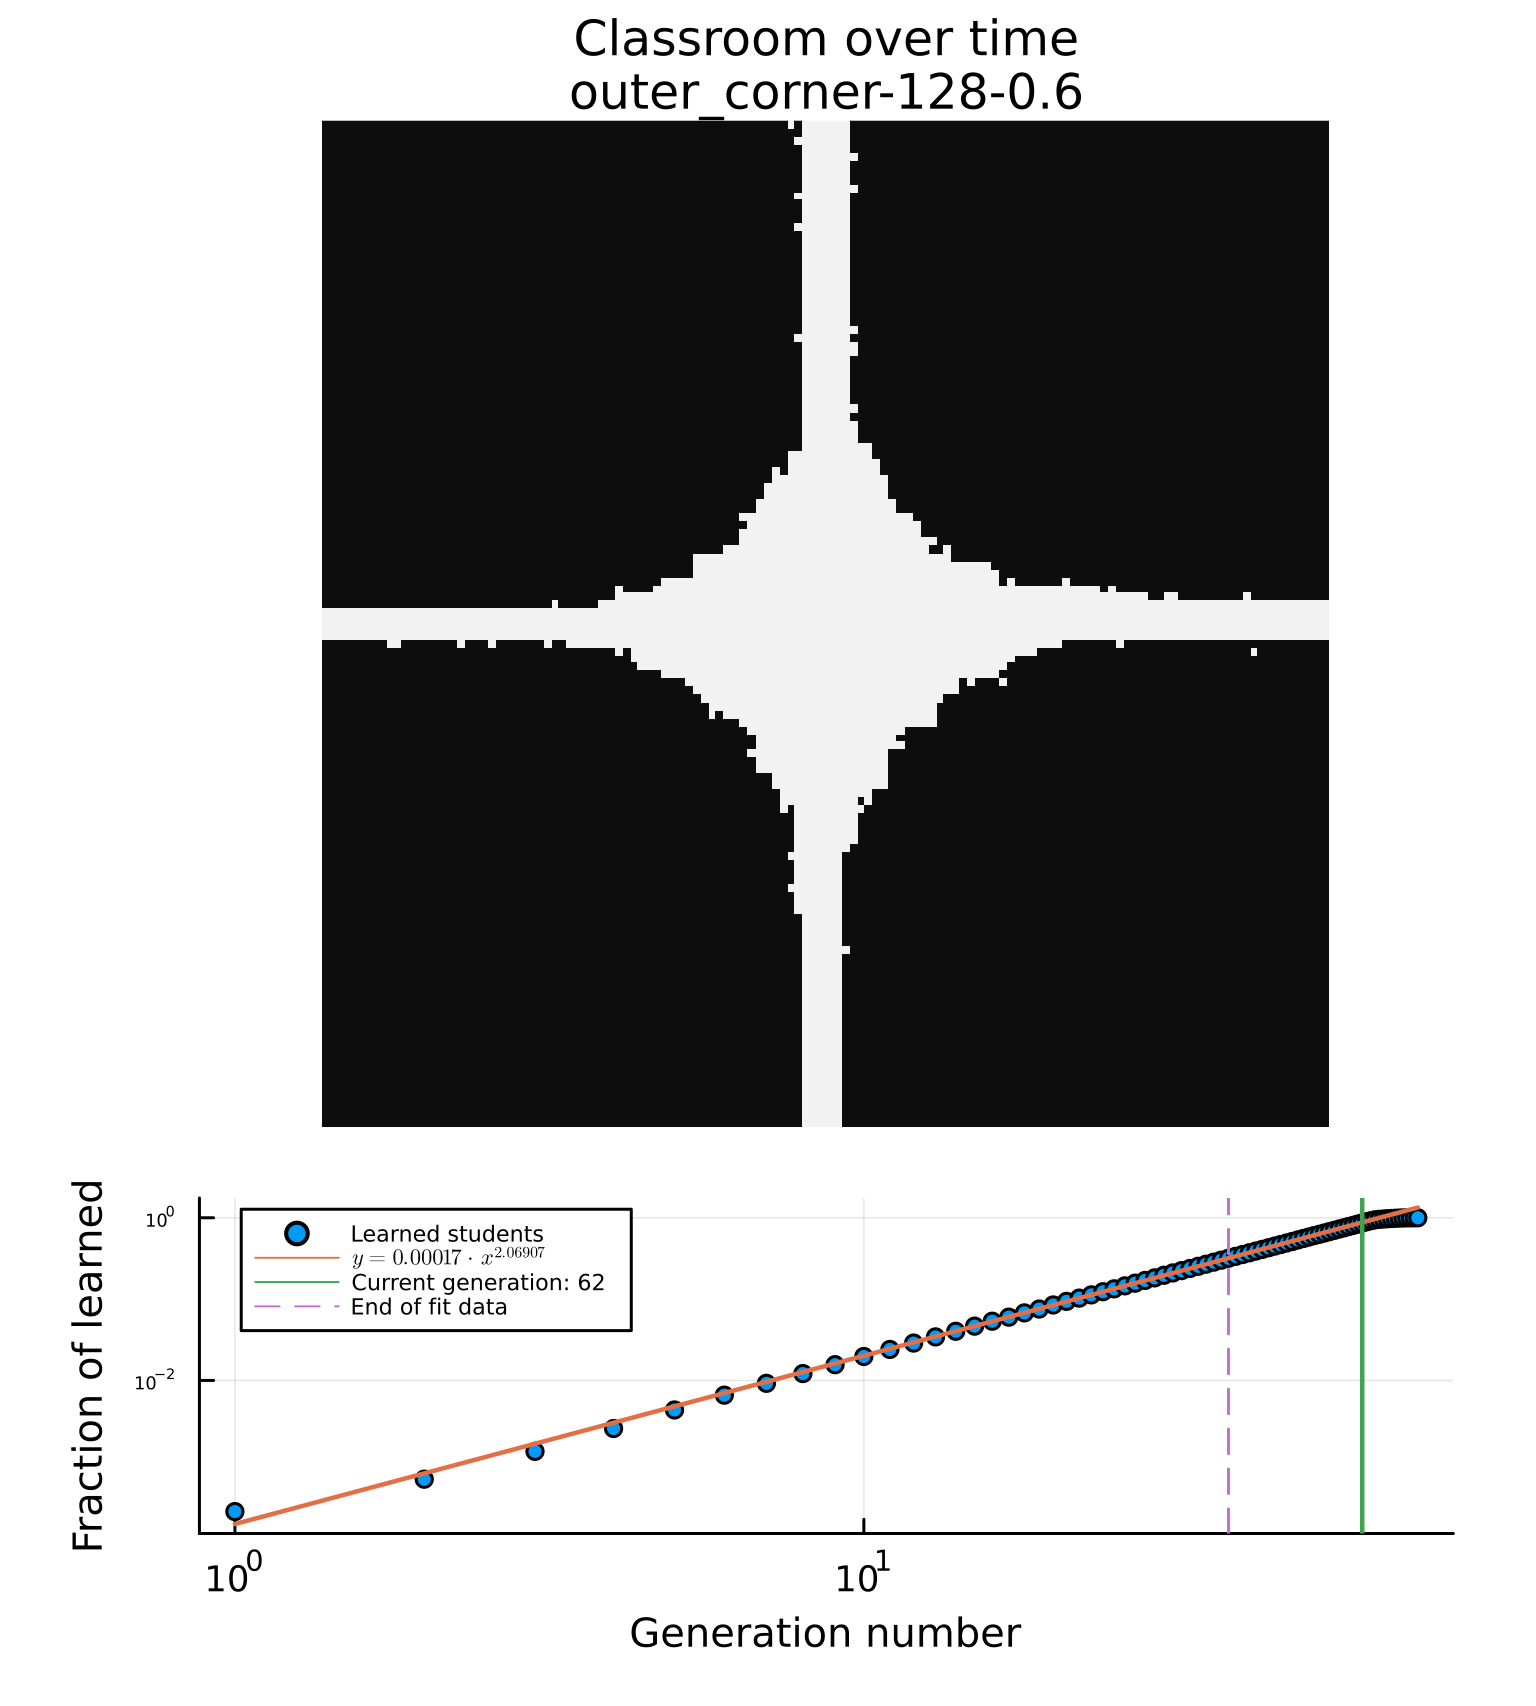 Classroom over time
outer_corner-128-0.6
Fraction of learned
10^0
10^-2
Learned students
y = 0.00017 · x^2.06907
Current generation: 62
End of fit data
10^0
10^1
Generation number